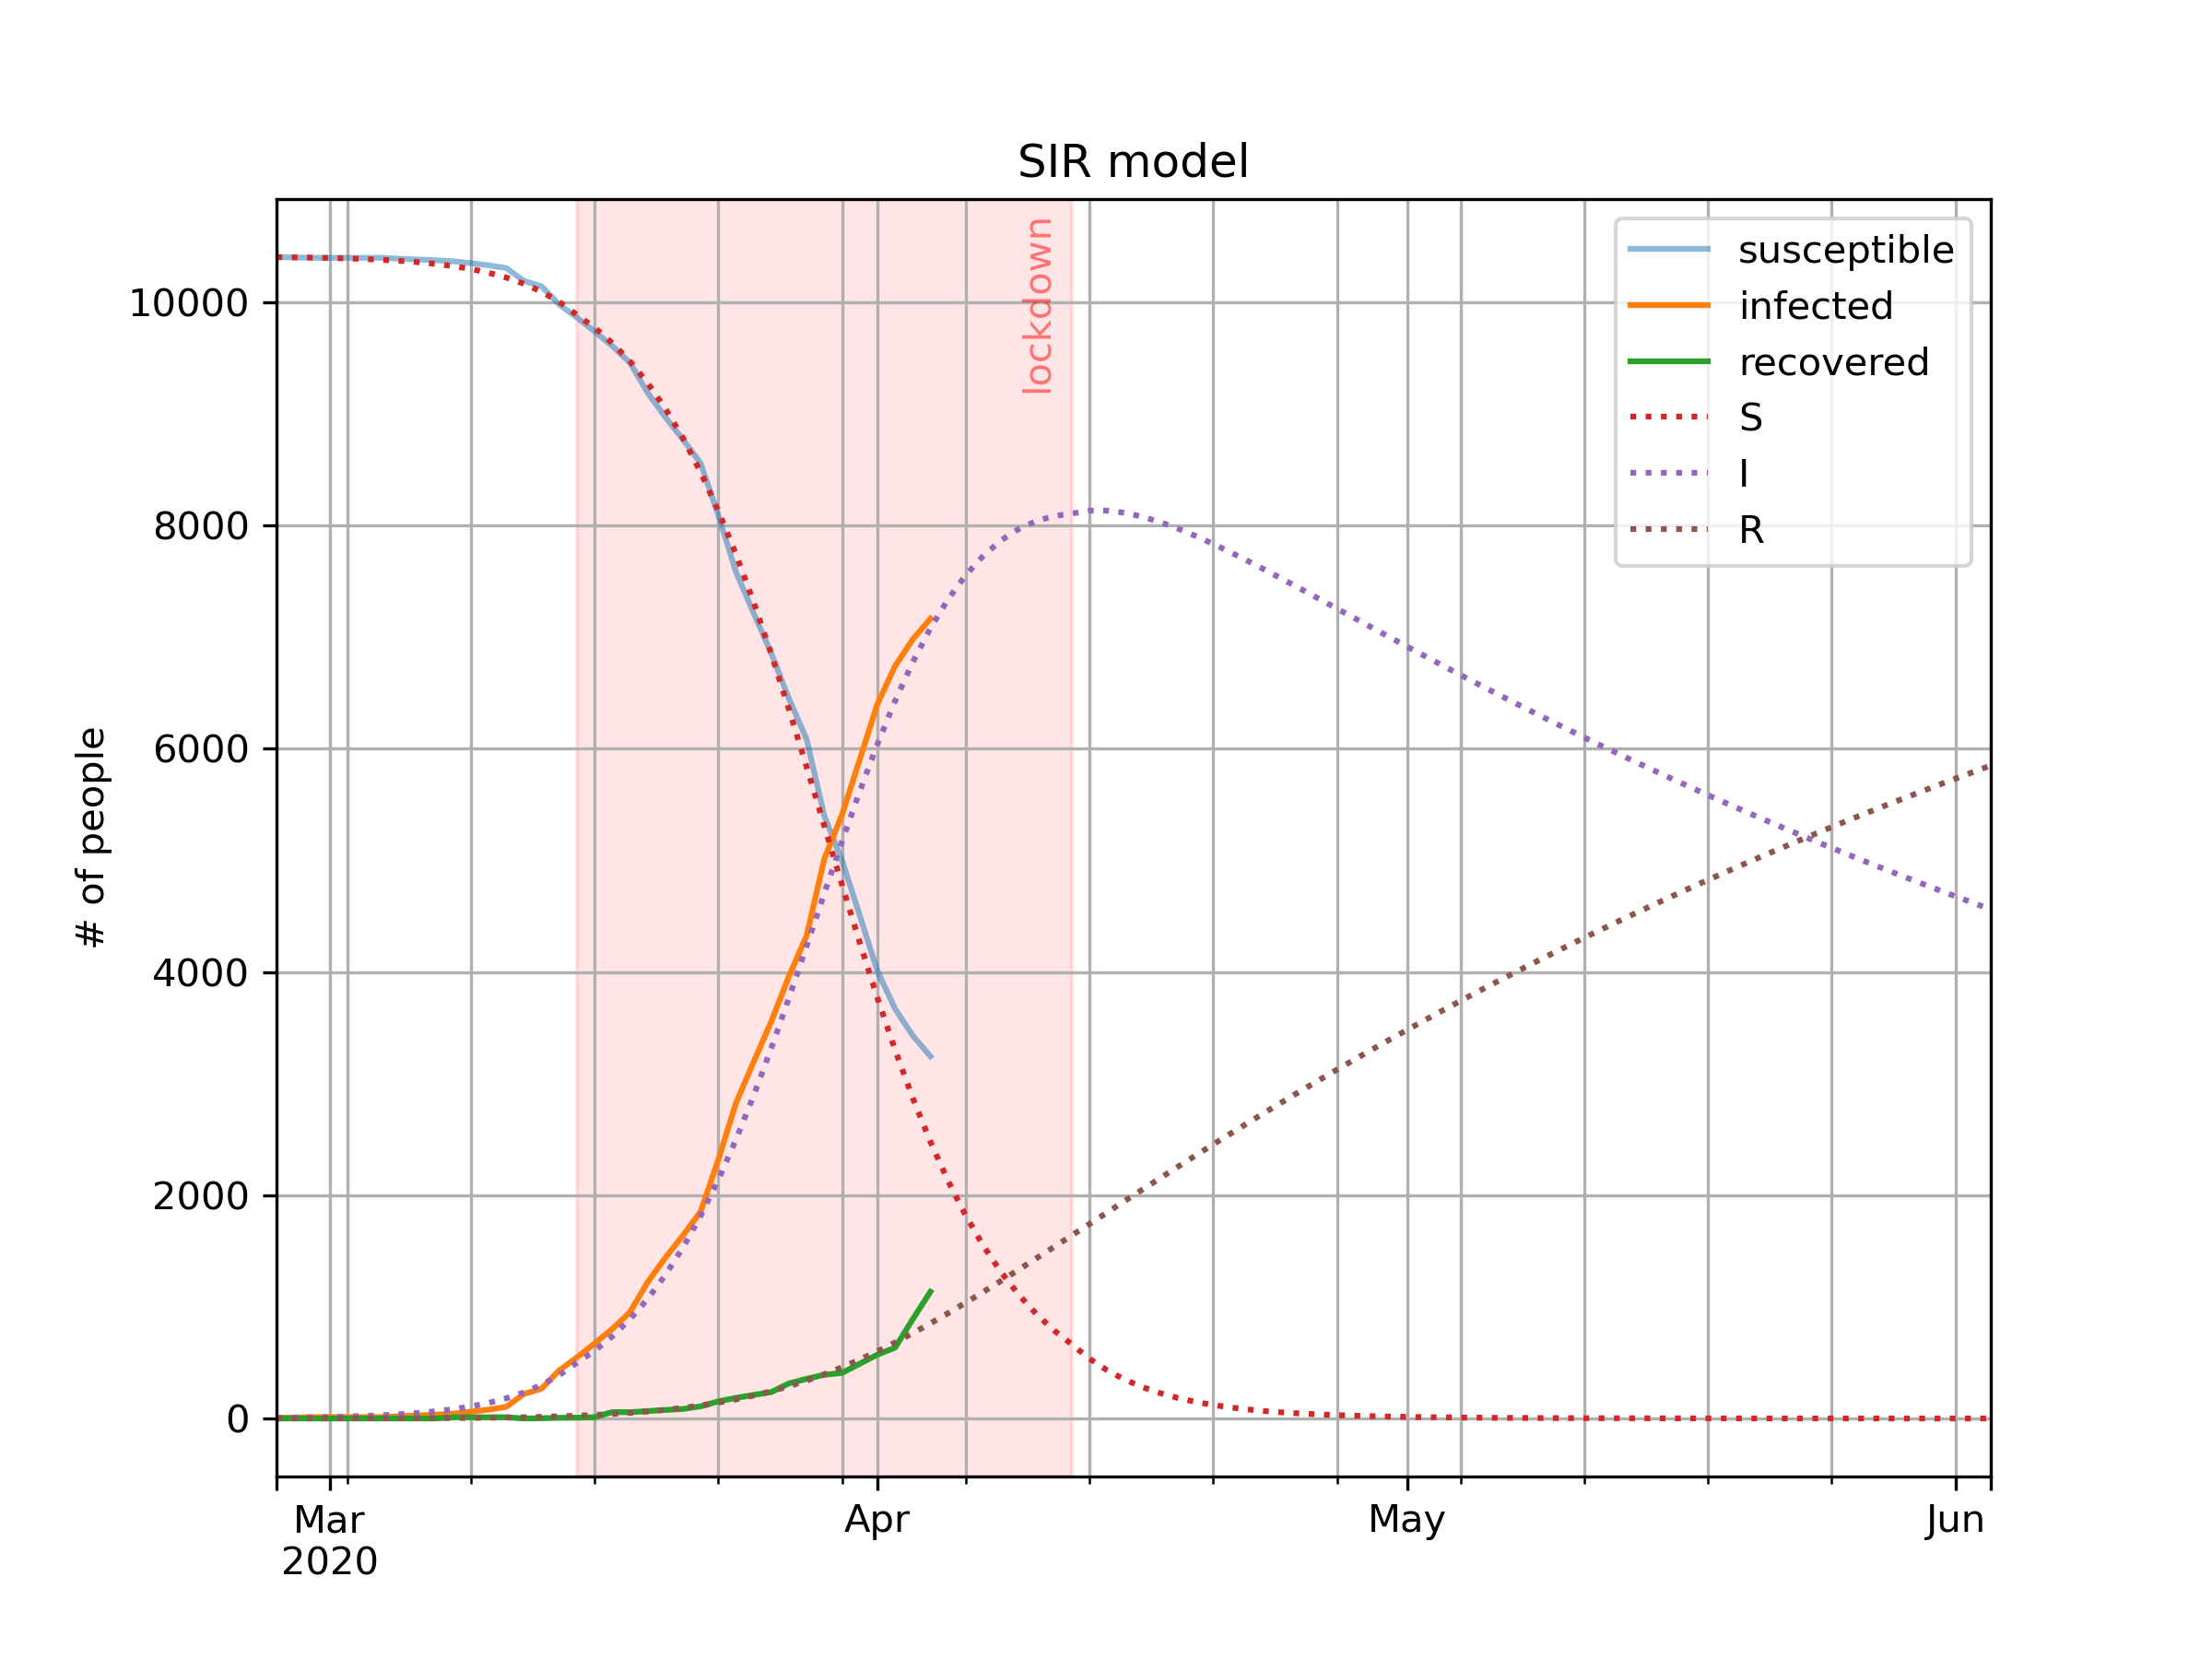 SIR model
lockdown
susceptible
infected
recovered
S
I
R
# of people
10000
8000
6000
4000
2000
0
Mar
2020
Apr
May
Jun